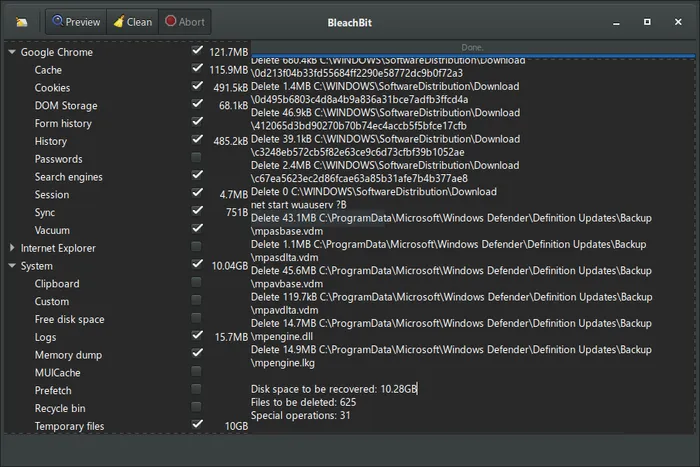 BleachBit
Preview Clean Abort
Done.
Google Chrome 121.7MB
Cache 115.9MB
Cookies 491.5kB
DOM Storage 68.1kB
Form history
History 485.2kB
Passwords
Search engines
Session 4.7MB
Sync 751B
Vacuum
Internet Explorer
System 10.04GB
Clipboard
Custom
Free disk space
Logs 15.7MB
Memory dump
MUICache
Prefetch
Recycle bin
Temporary files 10GB
Delete 680.4kB C:\WINDOWS\SoftwareDistribution\Download
\0d213f04b33fd55684ff2290e58772dc9b0f72a3
Delete 1.4MB C:\WINDOWS\SoftwareDistribution\Download
\0d495b6803c4d8a4b9a836a31bce7adfb3ffcd4a
Delete 46.9kB C:\WINDOWS\SoftwareDistribution\Download
\412065d3bd90270b70b74ec4accb5f5bfce17cfb
Delete 39.1kB C:\WINDOWS\SoftwareDistribution\Download
\c3248eb572cb5f82e63ce9c6d73cfbf39b1052ae
Delete 2.4MB C:\WINDOWS\SoftwareDistribution\Download
\c67ea5623ec2d86fcae63a85b31afe7b4b377ae8
Delete 0 C:\WINDOWS\SoftwareDistribution\Download
net start wuauserv ?B
Delete 43.1MB C:\ProgramData\Microsoft\Windows Defender\Definition Updates\Backup
\mpasbase.vdm
Delete 1.1MB C:\ProgramData\Microsoft\Windows Defender\Definition Updates\Backup
\mpasdlta.vdm
Delete 45.6MB C:\ProgramData\Microsoft\Windows Defender\Definition Updates\Backup
\mpavbase.vdm
Delete 119.7kB C:\ProgramData\Microsoft\Windows Defender\Definition Updates\Backup
\mpavdlta.vdm
Delete 14.7MB C:\ProgramData\Microsoft\Windows Defender\Definition Updates\Backup
\mpengine.dll
Delete 14.9MB C:\ProgramData\Microsoft\Windows Defender\Definition Updates\Backup
\mpengine.lkg
Disk space to be recovered: 10.28GB
Files to be deleted: 625
Special operations: 31